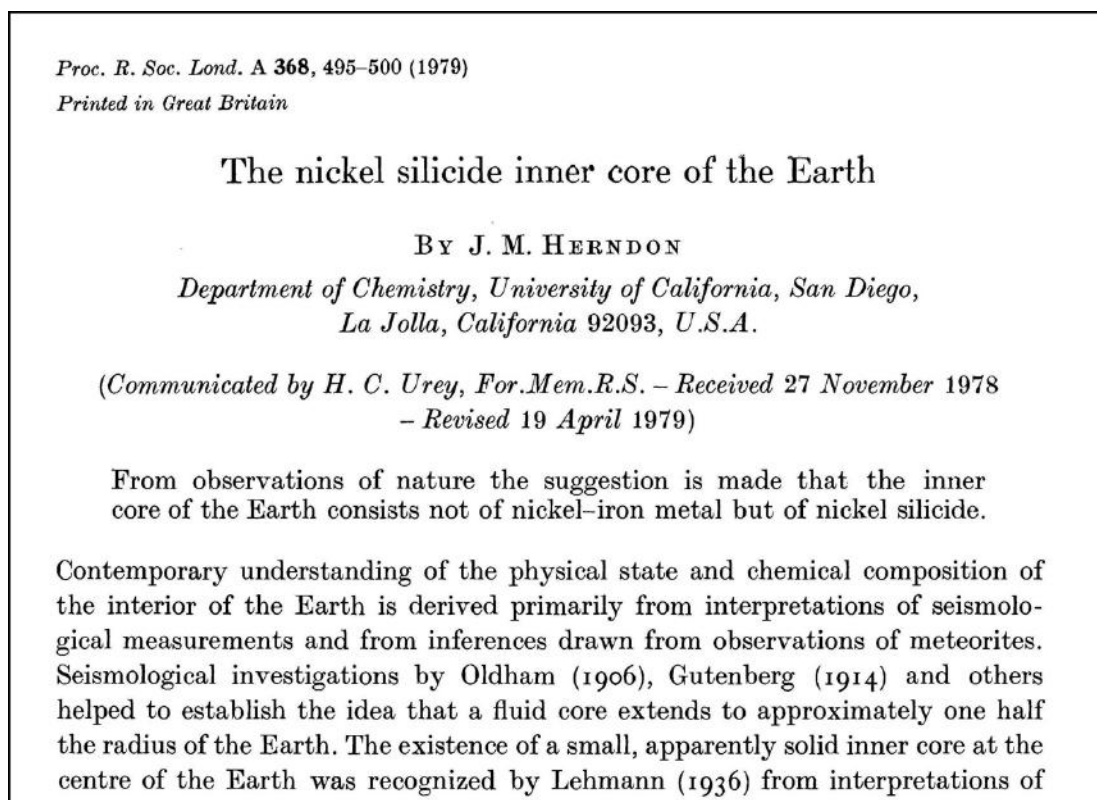 Proc. R. Soc. Lond. A 368, 495–500 (1979)
Printed in Great Britain
The nickel silicide inner core of the Earth
By J. M. Herndon
Department of Chemistry, University of California, San Diego,
La Jolla, California 92093, U.S.A.
(Communicated by H. C. Urey, For.Mem.R.S. – Received 27 November 1978
– Revised 19 April 1979)
From observations of nature the suggestion is made that the inner
core of the Earth consists not of nickel–iron metal but of nickel silicide.
Contemporary understanding of the physical state and chemical composition of
the interior of the Earth is derived primarily from interpretations of seismolo-
gical measurements and from inferences drawn from observations of meteorites.
Seismological investigations by Oldham (1906), Gutenberg (1914) and others
helped to establish the idea that a fluid core extends to approximately one half
the radius of the Earth. The existence of a small, apparently solid inner core at the
centre of the Earth was recognized by Lehmann (1936) from interpretations of